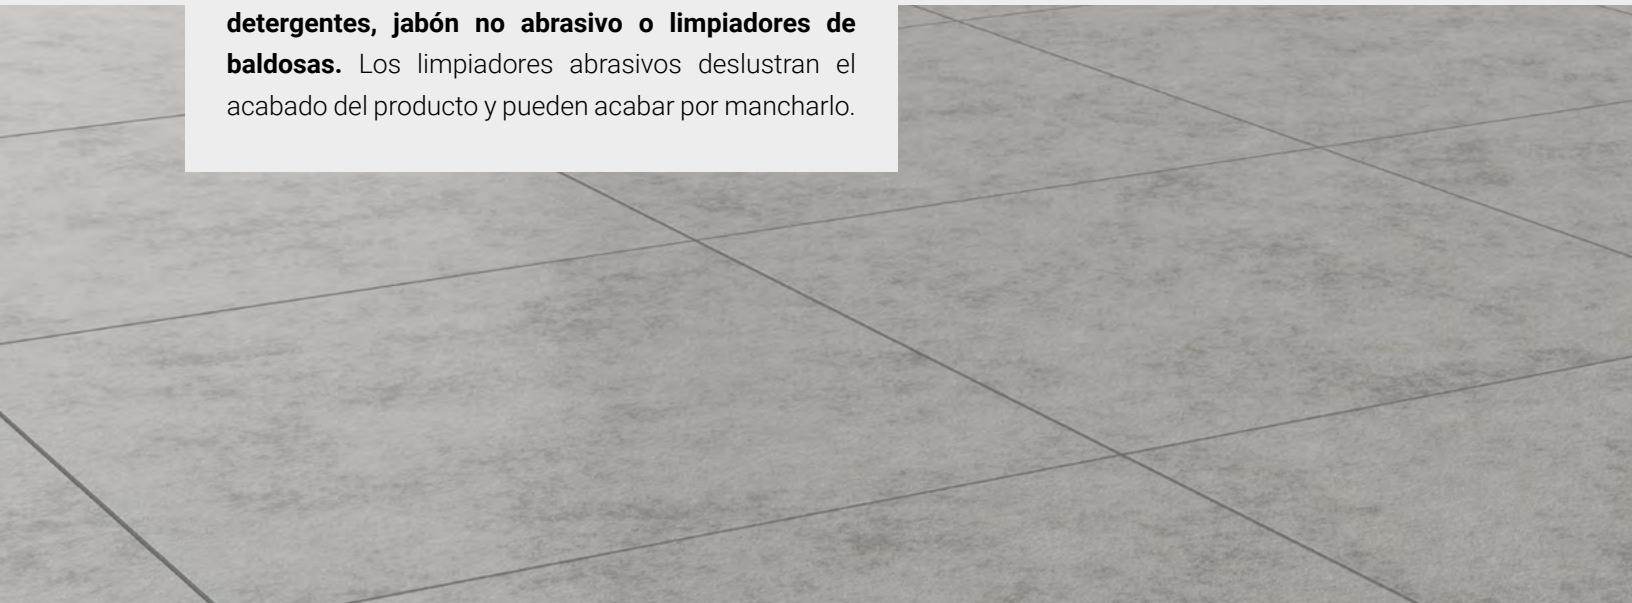 detergentes, jabón no abrasivo o limpiadores de
baldosas. Los limpiadores abrasivos deslustran el
acabado del producto y pueden acabar por mancharlo.